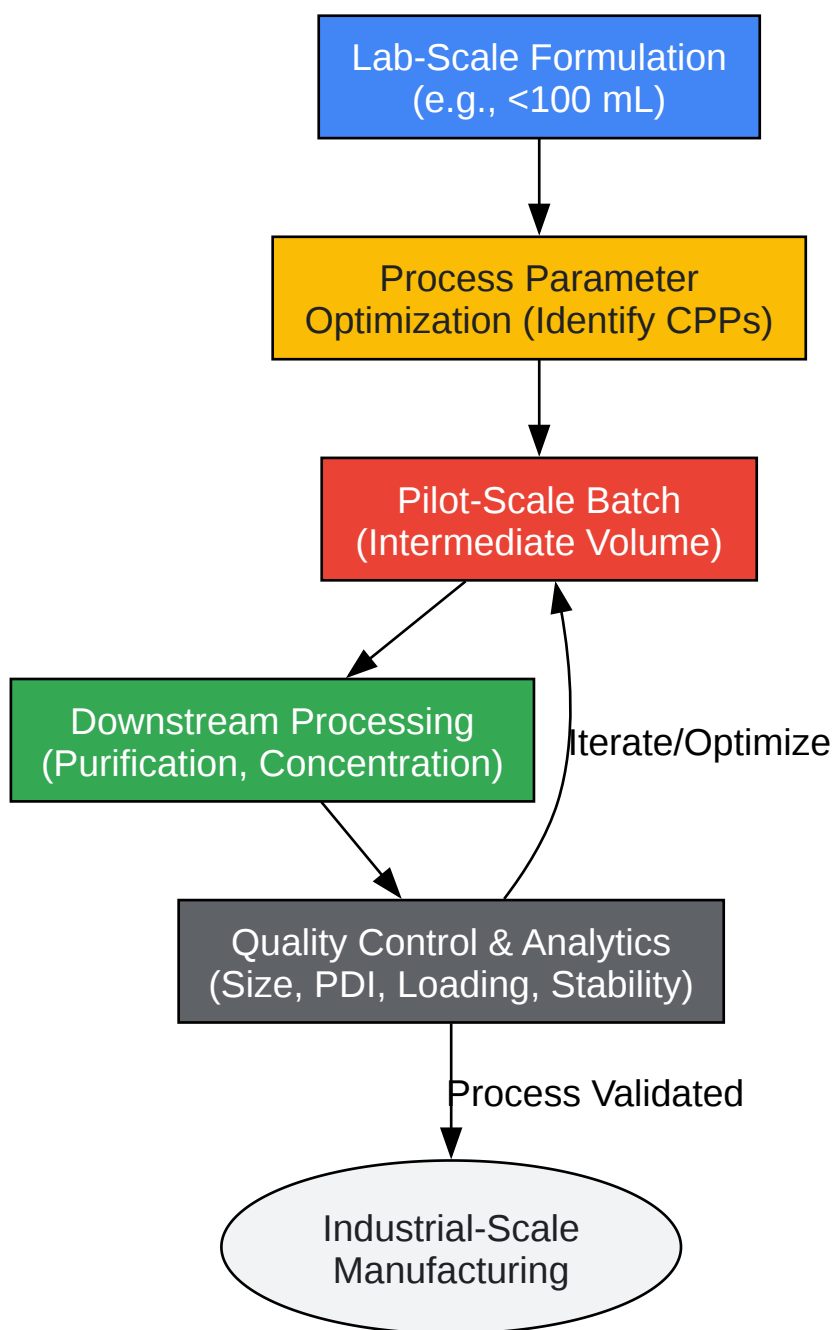 Lab-Scale Formulation
(e.g., <100 mL)
Process Parameter
Optimization (Identify CPPs)
Pilot-Scale Batch
(Intermediate Volume)
Downstream Processing
(Purification, Concentration)
Iterate/Optimize
Quality Control & Analytics
(Size, PDI, Loading, Stability)
Process Validated
Industrial-Scale
Manufacturing